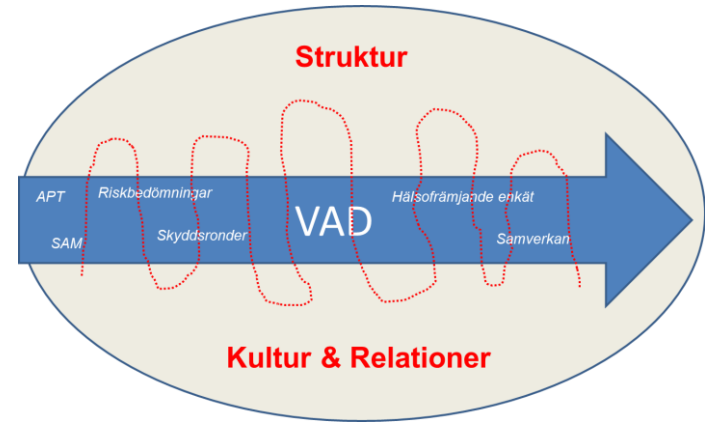 Struktur
APT
Riskbedömningar
Hälsofrämjande enkät
VAD
SAM
Skyddsronder
Samverkan
Kultur & Relationer